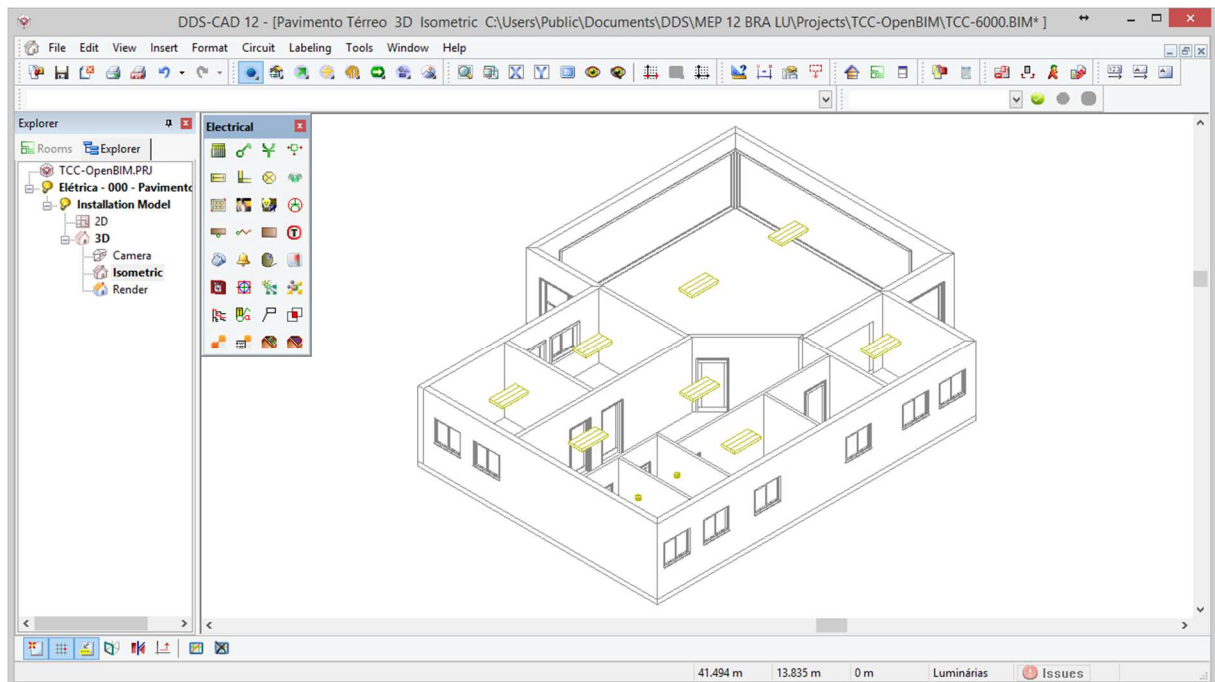 DDS-CAD 12 - [Pavimento Térreo 3D Isometric C:\Users\Public\Documents\DDS\MEP 12 BRA LU\Projects\TCC-OpenBIM\TCC-6000.BIM* ]
File Edit View Insert Format Circuit Labeling Tools Window Help
Explorer
Electrical
Rooms Explorer
TCC-OpenBIM.PRJ
Elétrica - 000 - Pavimento
Installation Model
2D
3D
Camera
Isometric
Render
41.494 m 13.835 m 0 m Luminárias Issues